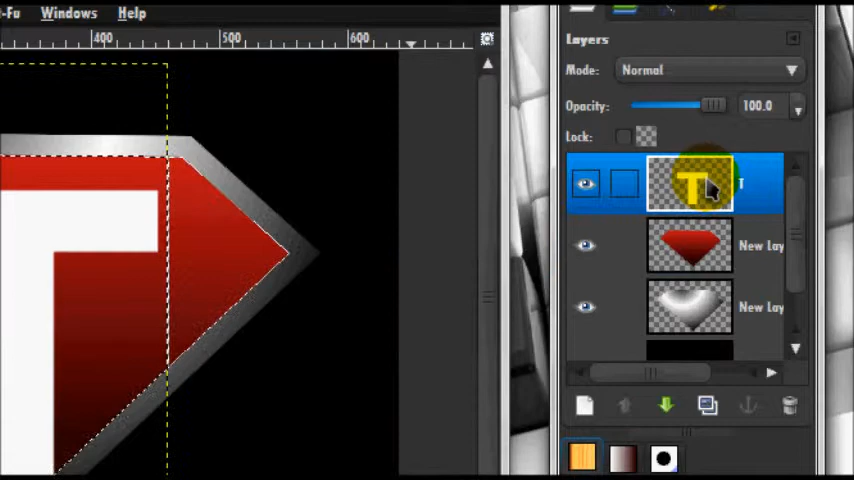 -Fu Windows Help
400 500 600
Layers
Mode: Normal
Opacity: 100.0
Lock:
T
T
New Lay
New Lay